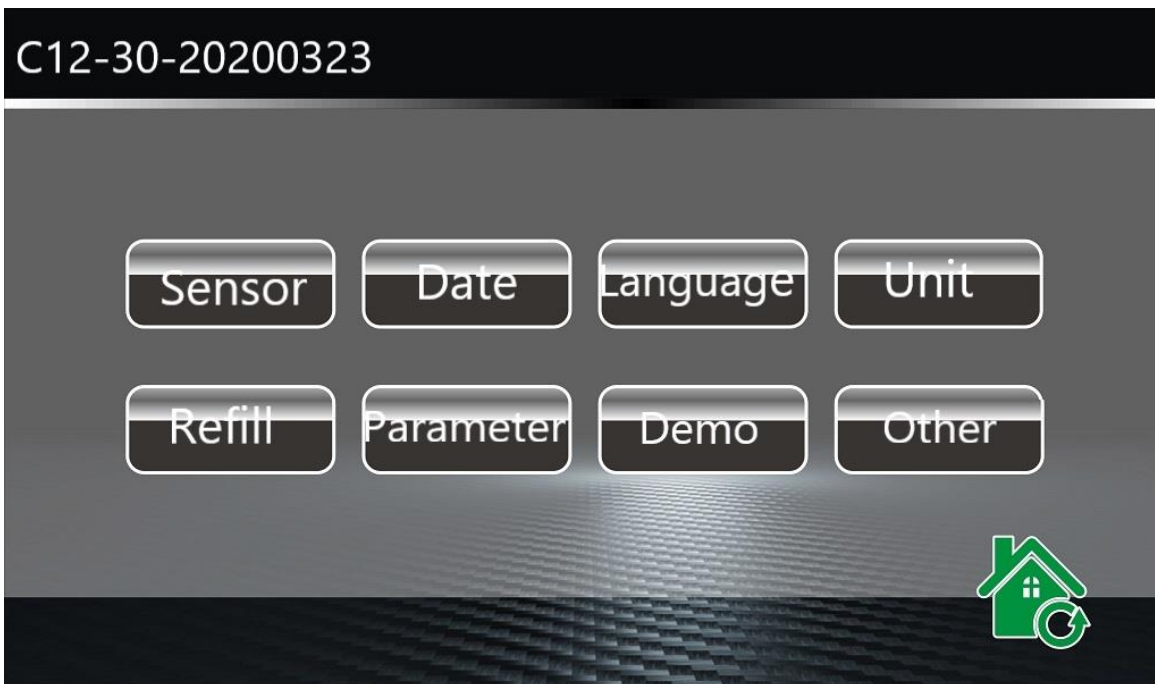 C12-30-20200323
Sensor Date Language Unit
Refill Parameter Demo Other